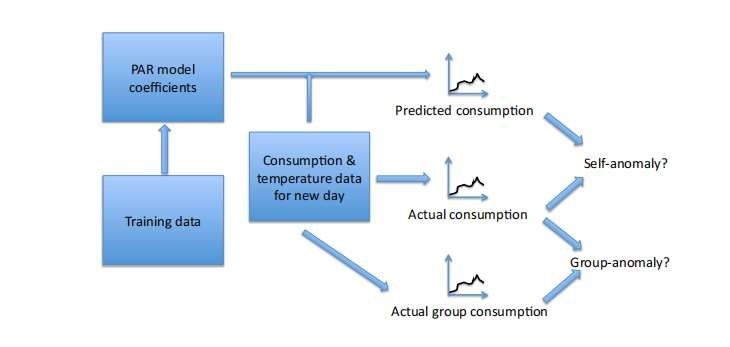 PAR model
coefficients
Predicted consumption
Consumption &
temperature data
for new day
Self-anomaly?
Training data
Actual consumption
Group-anomaly?
Actual group consumption